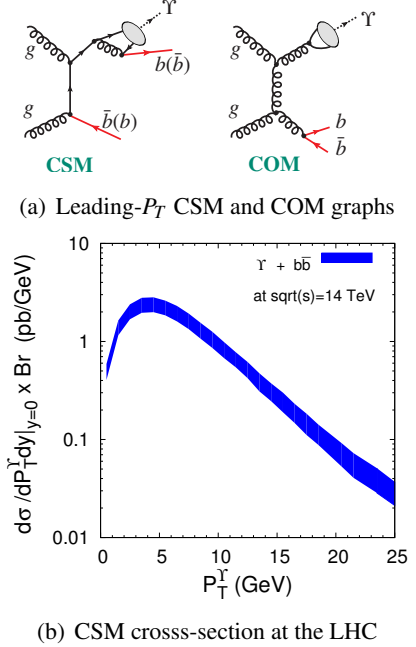 g
g
ϒ
b(b̄)
b̄(b)
CSM
g
g
ϒ
b
b̄
COM
(a) Leading-P_T CSM and COM graphs
ϒ + bb̄
at sqrt(s)=14 TeV
dσ/dP_T^ϒdy|_{y=0} x Br (pb/GeV)
10
1
0.1
0.01
0 5 10 15 20 25
P_T^ϒ (GeV)
(b) CSM crosss-section at the LHC